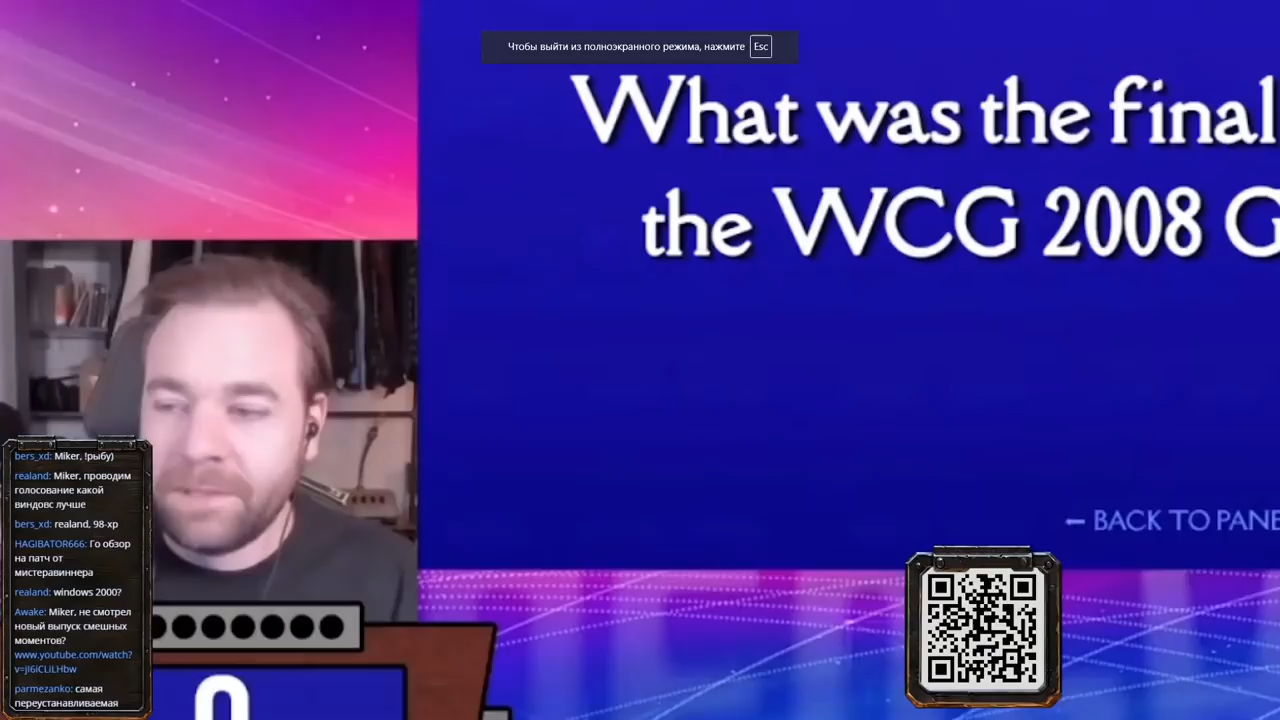 Чтобы выйти из полноэкранного режима, нажмите Esc
What was the final
the WCG 2008 G
← BACK TO PANE
bers_xd: Miker, !рыбу)
realand: Miker, проводим
голосование какой
виндовс лучше
bers_xd: realand, 98-xp
HAGIBATOR666: Го обзор
на патч от
мистеравиннера
realand: windows 2000?
Awake: Miker, не смотрел
новый выпуск смешных
моментов?
www.youtube.com/watch?
v=jI6iCLiLHbw
parmezanko: самая
переустанавливаемая
0